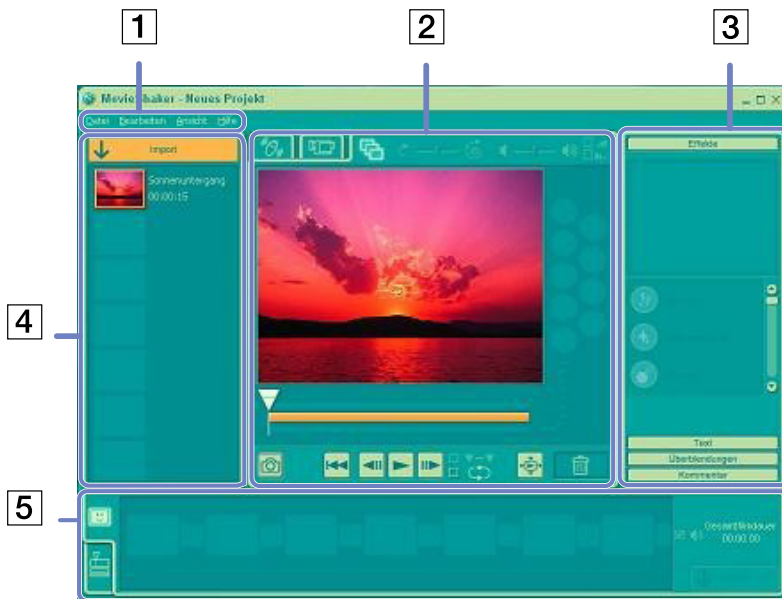 1
2
3
MovieShaker - Neues Projekt
Datei Bearbeiten Ansicht Hilfe
Import
Effekte
Sonnenuntergang
00:00:15
4
Text
Überblendungen
Kommentar
5
Gesamtfilmdauer
00:00.00